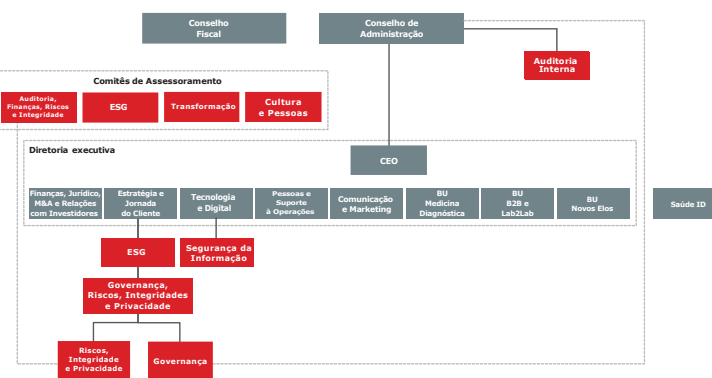 Conselho
Fiscal
Conselho de
Administração
Auditoria
Interna
Comitês de Assessoramento
Auditoria,
Finanças, Riscos
e Integridade
ESG
Transformação
Cultura
e Pessoas
Diretoria executiva
CEO
Finanças, Jurídico,
M&A e Relações
com Investidores
Estratégia e
Jornada
do Cliente
Tecnologia
e Digital
Pessoas e
Suporte
à Operações
Comunicação
e Marketing
BU
Medicina
Diagnóstica
BU
B2B e
Lab2Lab
BU
Novos Elos
Saúde ID
ESG
Segurança da
Informação
Governança,
Riscos, Integridades
e Privacidade
Riscos,
Integridade
e Privacidade
Governança